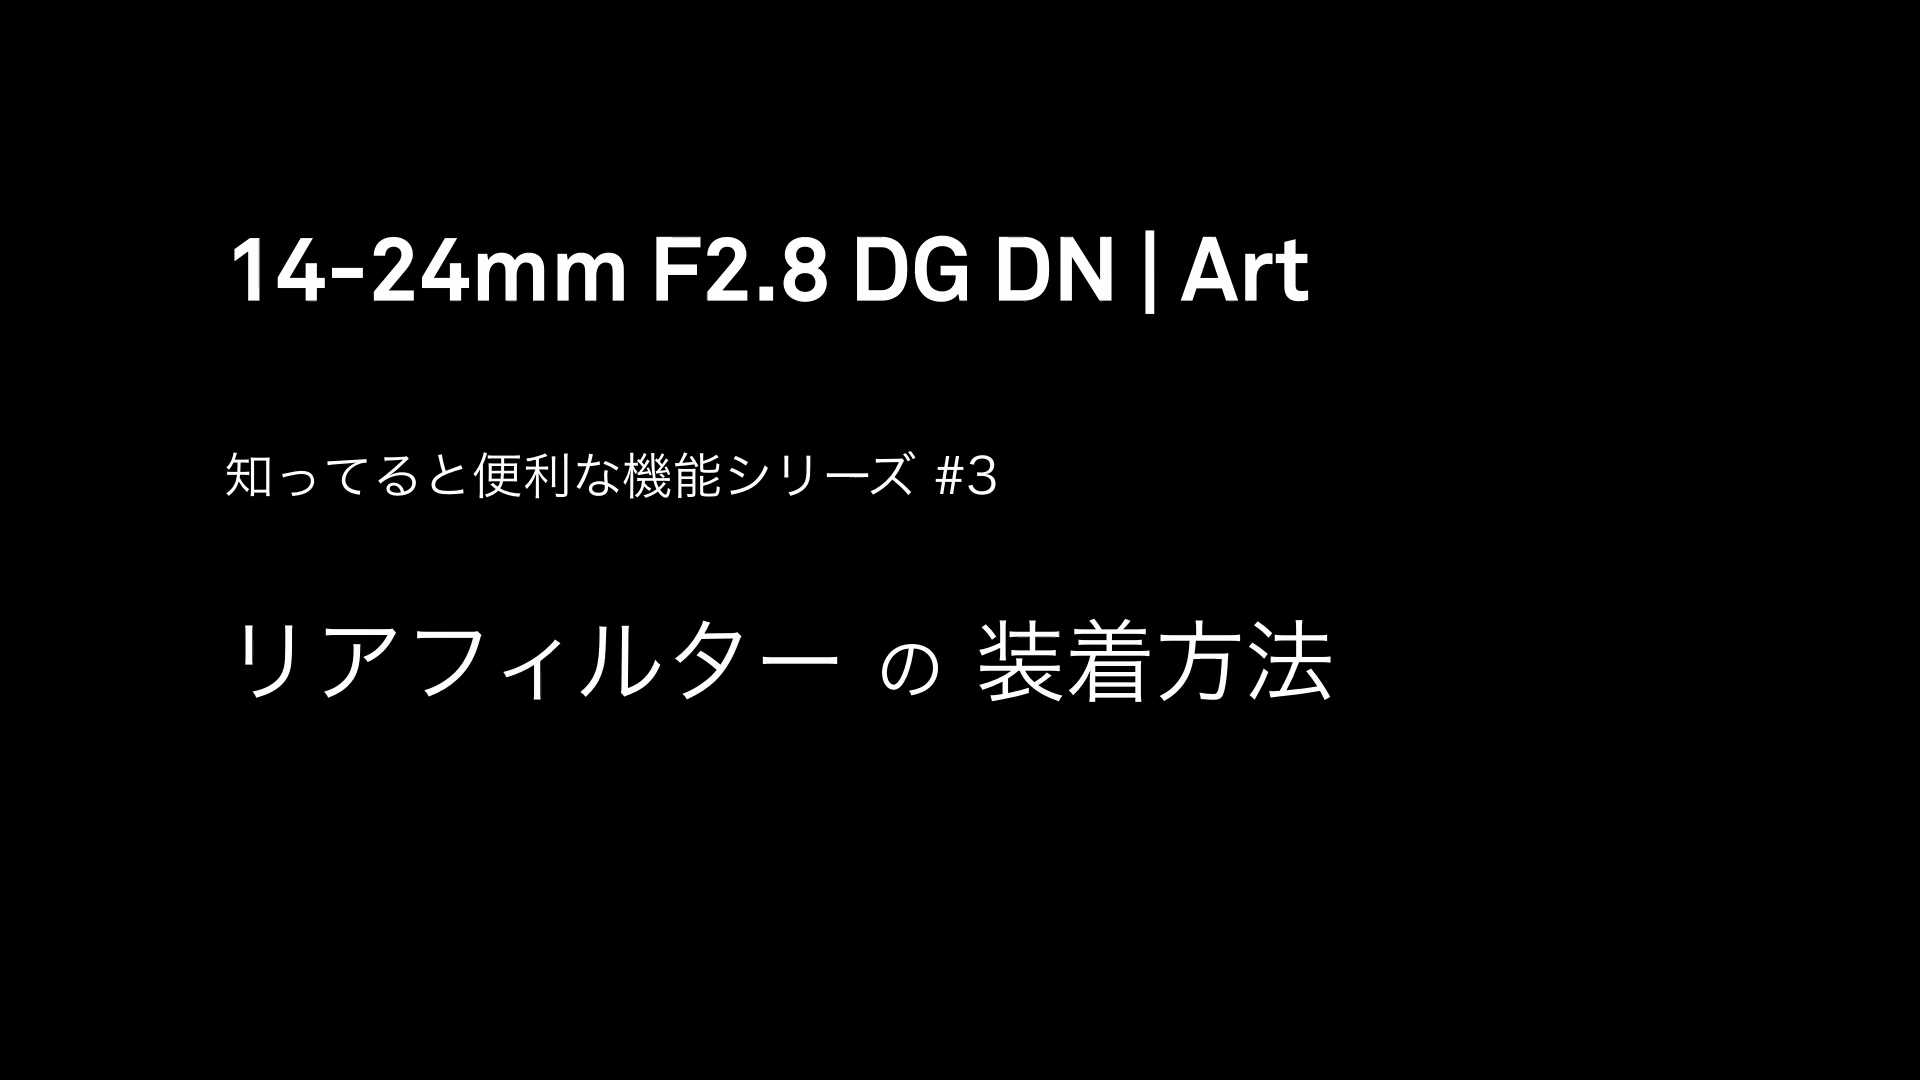 14-24mm F2.8 DG DN | Art
知ってると便利な機能シリーズ #3
リアフィルター の 装着方法